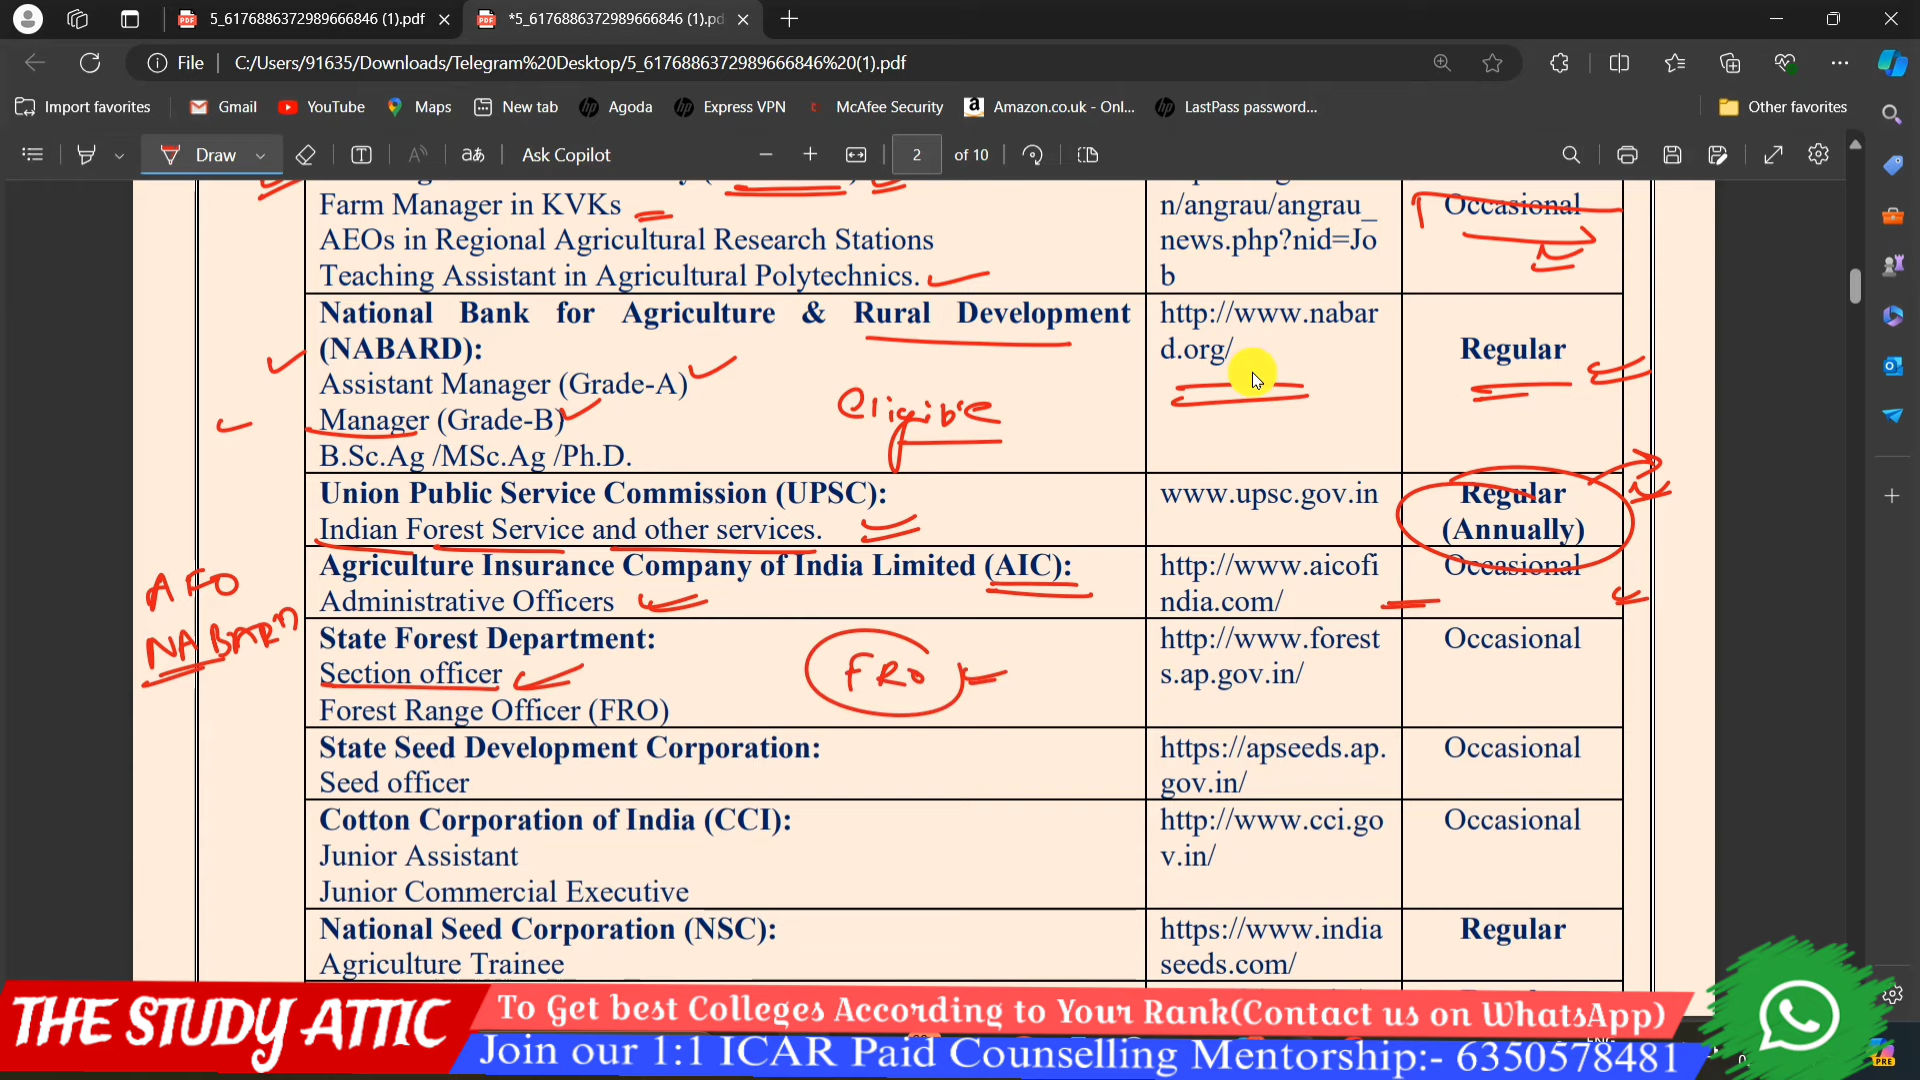 5_6176886372989666846 (1).pdf
*5_6176886372989666846 (1).pd
File
C:/Users/91635/Downloads/Telegram%20Desktop/5_6176886372989666846%20(1).pdf
Import favorites
Gmail
YouTube
Maps
New tab
Agoda
Express VPN
McAfee Security
Amazon.co.uk - Onl...
LastPass password...
Other favorites
Draw
Ask Copilot
2
of 10
Farm Manager in KVKs
AEOs in Regional Agricultural Research Stations
Teaching Assistant in Agricultural Polytechnics.
n/angrau/angrau_
news.php?nid=Jo
b
Occasional
National Bank for Agriculture & Rural Development
(NABARD):
Assistant Manager (Grade-A)
Manager (Grade-B)
B.Sc.Ag /MSc.Ag /Ph.D.
eligible
http://www.nabar
d.org/
Regular
Union Public Service Commission (UPSC):
Indian Forest Service and other services.
www.upsc.gov.in
Regular
(Annually)
Agriculture Insurance Company of India Limited (AIC):
Administrative Officers
http://www.aicofi
ndia.com/
Occasional
AFO
NABARD
State Forest Department:
Section officer
Forest Range Officer (FRO)
FRO
http://www.forest
s.ap.gov.in/
Occasional
State Seed Development Corporation:
Seed officer
https://apseeds.ap.
gov.in/
Occasional
Cotton Corporation of India (CCI):
Junior Assistant
Junior Commercial Executive
http://www.cci.go
v.in/
Occasional
National Seed Corporation (NSC):
Agriculture Trainee
https://www.india
seeds.com/
Regular
THE STUDY ATTIC
To Get best Colleges According to Your Rank(Contact us on WhatsApp)
Join our 1:1 ICAR Paid Counselling Mentorship:- 6350578481
PRE